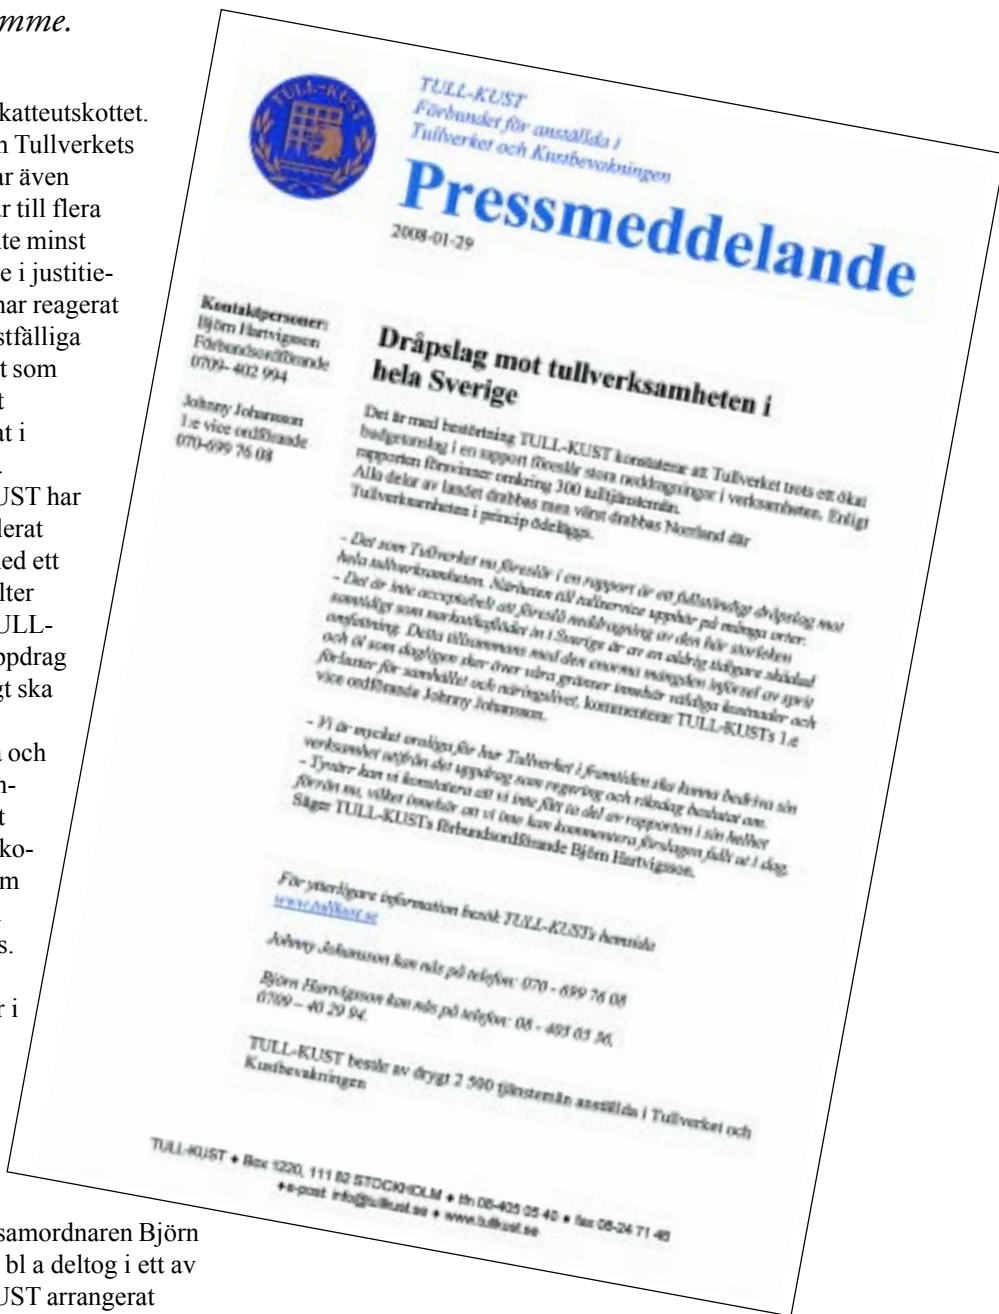 mme.
katteutskottet.
n Tullverkets
ar även
r till flera
te minst
e i justitie-
nar reagerat
stfälliga
t som
t
at i
UST har
lerat
ned ett
lter
ULL-
ppdrag
gt ska
a och
n-
t
ko-
m
s.
r i
samordnaren Björn
bl a deltog i ett av
UST arrangerat
TULL-KUST
TULL-KUST
Förbundet för anställda i
Tullverket och Kustbevakningen
Pressmeddelande
2008-01-29
Kontaktpersoner:
Björn Hartvigsson
Förbundsordförande
0709- 402 994
Johnny Johansson
1:e vice ordförande
070-699 76 08
Dråpslag mot tullverksamheten i
hela Sverige
Det är med bestörtning TULL-KUST konstaterar att Tullverket trots ett ökat
budgetanslag i en rapport föreslår stora neddragningar i verksamheten. Enligt
rapporten försvinner omkring 300 tulltjänstemän.
Alla delar av landet drabbas men värst drabbas Norrland där
Tullverksamheten i princip ödeläggs.
- Det som Tullverket nu föreslår i en rapport är ett fullständigt dråpslag mot
hela tullverksamheten. Närheten till tullservice upphör på många orter.
- Det är inte acceptabelt att föreslå neddragning av den här storleken
samtidigt som narkotikaflödet in i Sverige är av en aldrig tidigare skådad
omfattning. Detta tillsammans med den enorma mängden införsel av sprit
och öl som dagligen sker över våra gränser innebär väldiga kostnader och
förluster för samhället och näringslivet, kommenterar TULL-KUSTs 1:e
vice ordförande Johnny Johansson.
- Vi är mycket oroliga för hur Tullverket i framtiden ska kunna bedriva sin
verksamhet utifrån det uppdrag som regering och riksdag beslutat om.
- Tyvärr kan vi konstatera att vi inte fått ta del av rapporten i sin helhet
förrän nu, vilket innebär att vi inte kan kommentera förslagen fullt ut i dag,
Säger TULL-KUSTs förbundsordförande Björn Hartvigsson.
För ytterligare information besök TULL-KUSTs hemsida
www.tullkust.se
Johnny Johansson kan nås på telefon: 070 - 699 76 08
Björn Hartvigsson kan nås på telefon: 08 - 405 05 36,
0709 – 40 29 94.
TULL-KUST består av drygt 2 500 tjänstemän anställda i Tullverket och
Kustbevakningen
TULL-KUST ♦ Box 1220, 111 82 STOCKHOLM ♦ tfn 08-405 05 40 ♦ fax 08-24 71 46
♦ e-post: info@tullkust.se ♦ www.tullkust.se